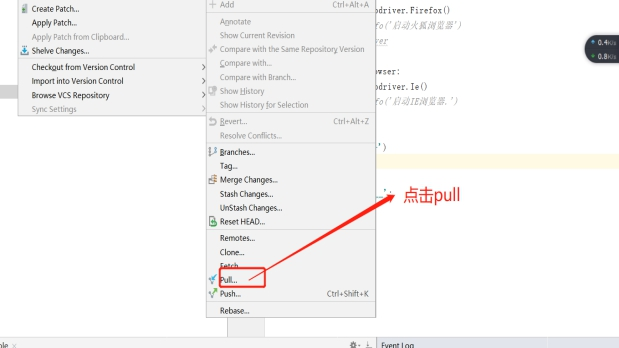 Create Patch...
Apply Patch...
Apply Patch from Clipboard...
Shelve Changes...
Checkout from Version Control
Import into Version Control
Browse VCS Repository
Sync Settings
Add Ctrl+Alt+A
Annotate
Show Current Revision
Compare with the Same Repository Version
Compare with...
Compare with Branch...
Show History
Show History for Selection
Revert... Ctrl+Alt+Z
Resolve Conflicts...
Branches...
Tag...
Merge Changes...
Stash Changes...
UnStash Changes...
Reset HEAD...
Remotes...
Clone...
Fetch
Pull...
Push... Ctrl+Shift+K
Rebase...
odriver.Firefox()
fo('启动火狐浏览器')
ver
owser:
odriver.Ie()
fo('启动IE浏览器,')
')
点击pull
0.4K/s
0.8K/s
ole
Event Log